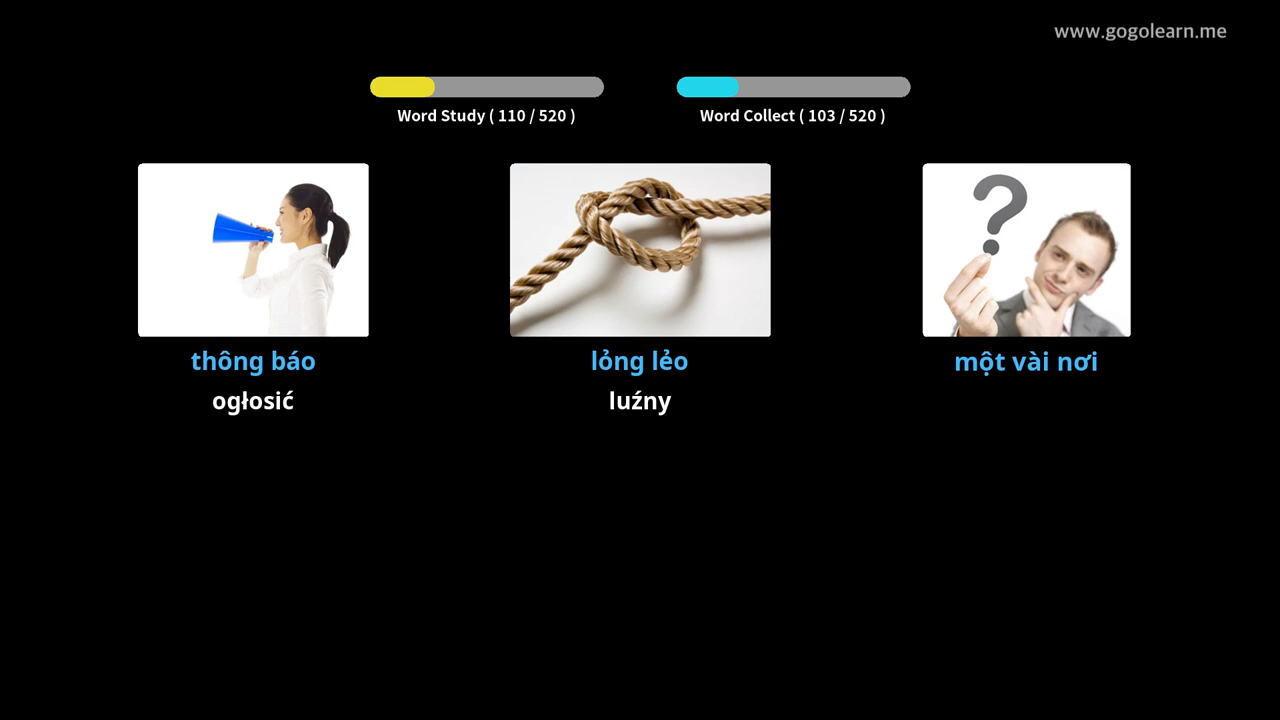 www.gogolearn.me
Word Study ( 110 / 520 )
Word Collect ( 103 / 520 )
thông báo
lỏng lẻo
một vài nơi
ogłosić
luźny